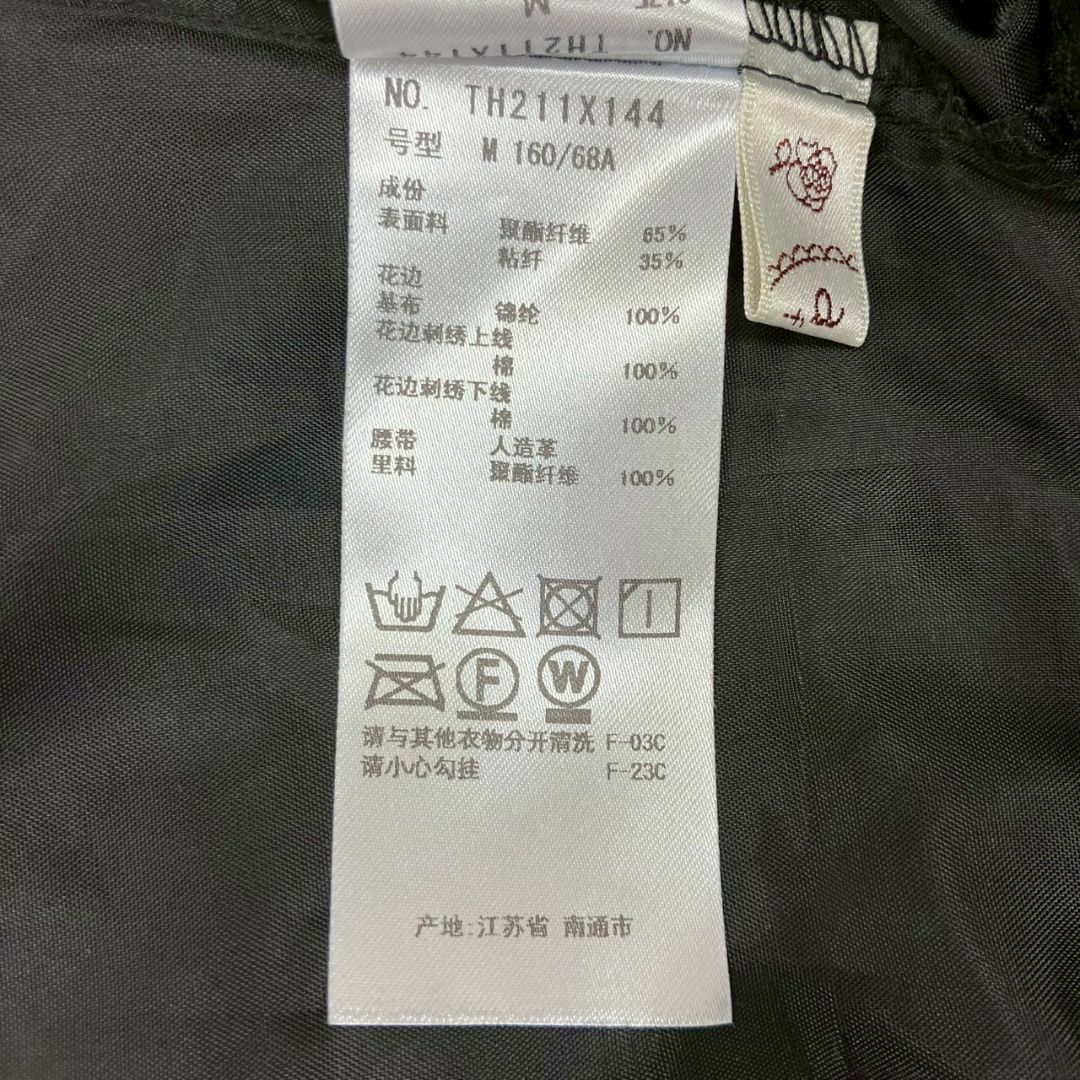 M
NO. TH211X144
NO. TH211X144
号型 M 160/68A
成份
表面料 聚酯纤维 65%
粘纤 35%
花边
基布 锦纶 100%
花边刺绣上线
棉 100%
花边刺绣下线
棉 100%
腰带 人造革
里料 聚酯纤维 100%
F W
请与其他衣物分开清洗 F-03C
请小心勾挂 F-23C
产地:江苏省 南通市